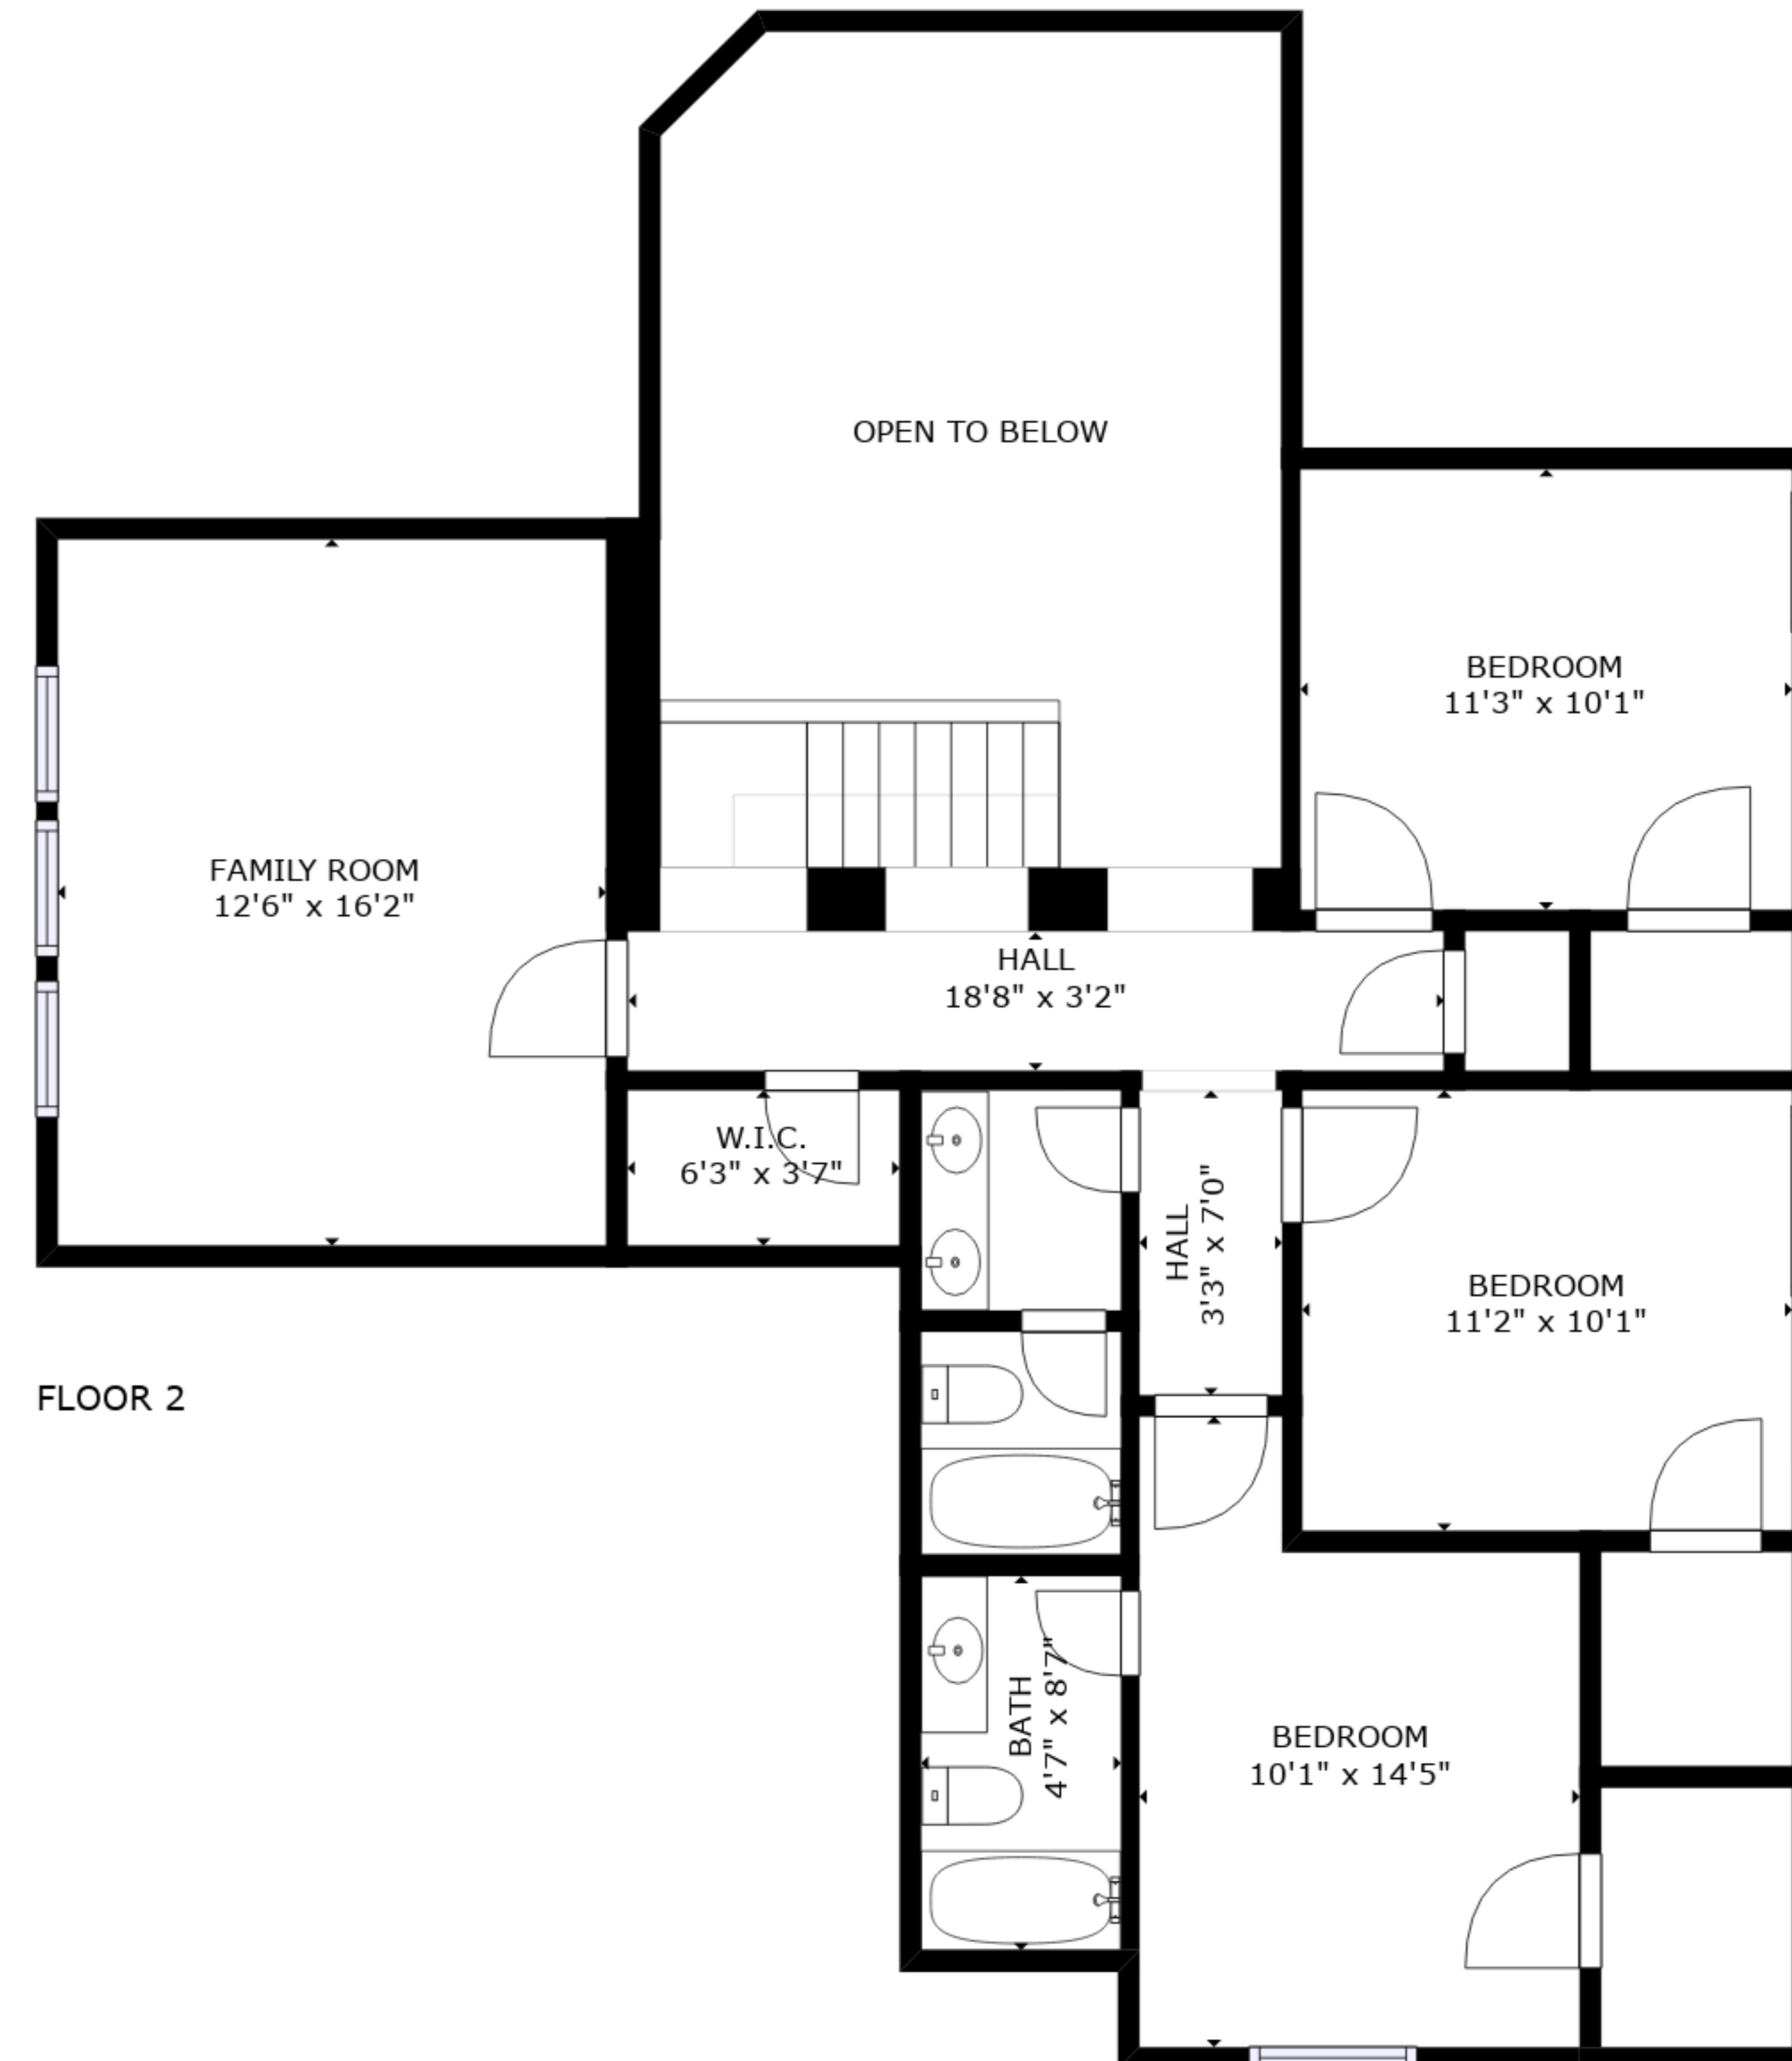 OPEN TO BELOW
BEDROOM
11'3" x 10'1"
FAMILY ROOM
12'6" x 16'2"
HALL
18'8" x 3'2"
W.I.C.
6'3" x 3'7"
HALL
3'3" x 7'0"
BEDROOM
11'2" x 10'1"
FLOOR 2
BATH
4'7" x 8'7"
BEDROOM
10'1" x 14'5"